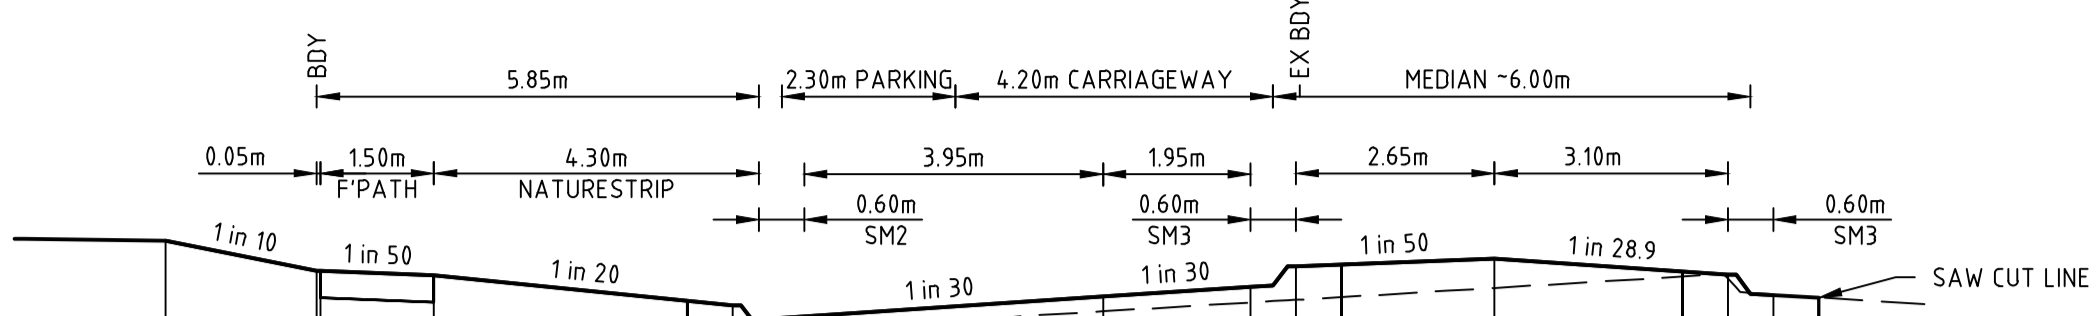 BDY
EX BDY
5.85m
2.30m PARKING
4.20m CARRIAGEWAY
MEDIAN ~6.00m
0.05m
1.50m
F'PATH
4.30m
NATURESTRIP
3.95m
1.95m
2.65m
3.10m
0.60m
SM2
0.60m
SM3
0.60m
SM3
1 in 10
1 in 50
1 in 20
1 in 30
1 in 30
1 in 50
1 in 28.9
SAW CUT LINE